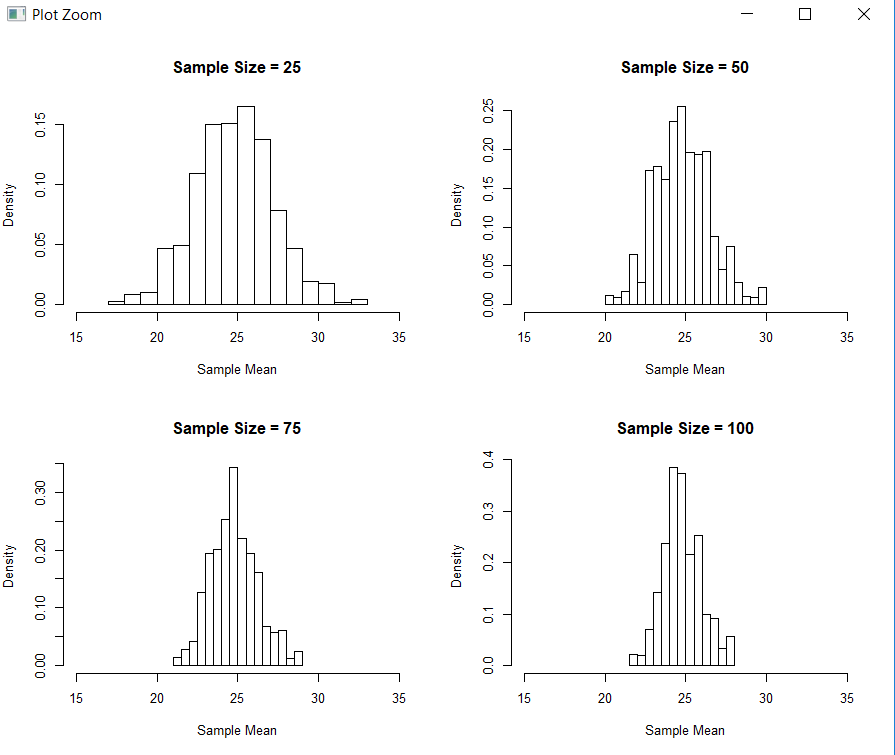 Plot Zoom
Sample Size = 25
Density
0.00 0.05 0.10 0.15
15 20 25 30 35
Sample Mean
Sample Size = 50
Density
0.00 0.05 0.10 0.15 0.20 0.25
15 20 25 30 35
Sample Mean
Sample Size = 75
Density
0.00 0.10 0.20 0.30
15 20 25 30 35
Sample Mean
Sample Size = 100
Density
0.0 0.1 0.2 0.3 0.4
15 20 25 30 35
Sample Mean